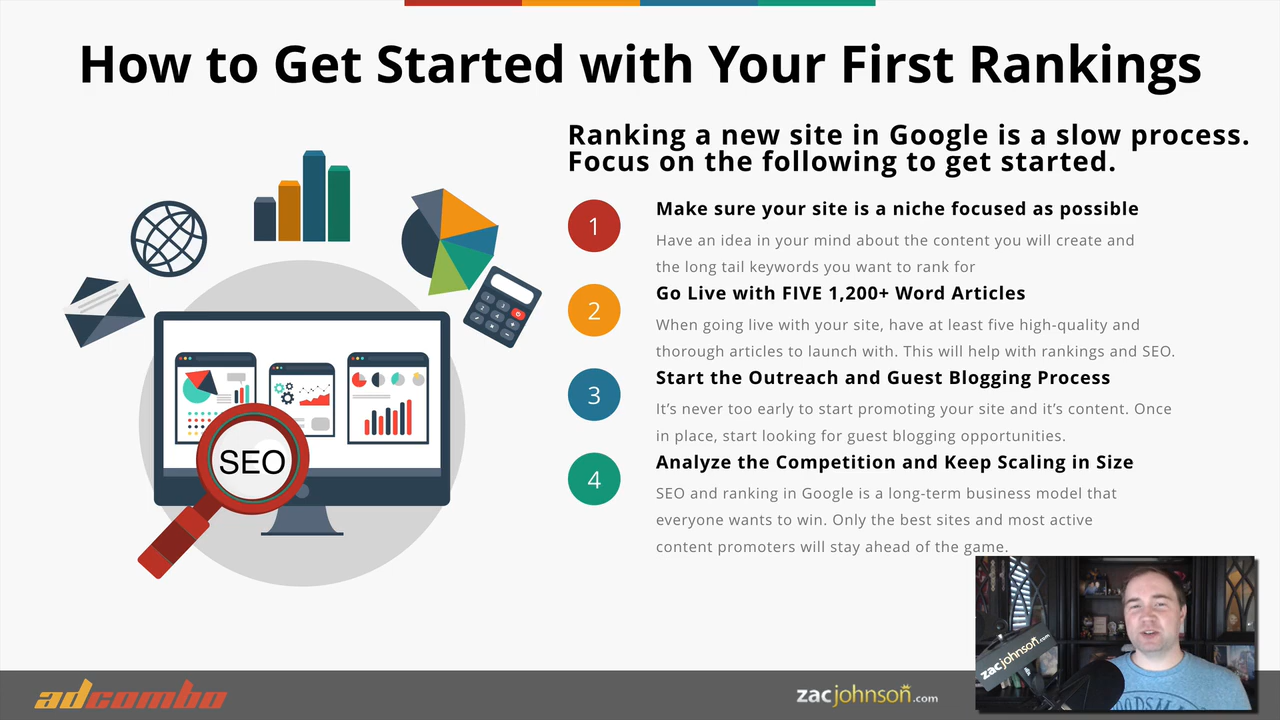 How to Get Started with Your First Rankings
Ranking a new site in Google is a slow process.
Focus on the following to get started.
1
Make sure your site is a niche focused as possible
Have an idea in your mind about the content you will create and
the long tail keywords you want to rank for
2
Go Live with FIVE 1,200+ Word Articles
When going live with your site, have at least five high-quality and
thorough articles to launch with. This will help with rankings and SEO.
3
Start the Outreach and Guest Blogging Process
It’s never too early to start promoting your site and it’s content. Once
in place, start looking for guest blogging opportunities.
4
Analyze the Competition and Keep Scaling in Size
SEO and ranking in Google is a long-term business model that
everyone wants to win. Only the best sites and most active
content promoters will stay ahead of the game.
SEO
adcombo
zacjohnson.com
zacjohnson.com